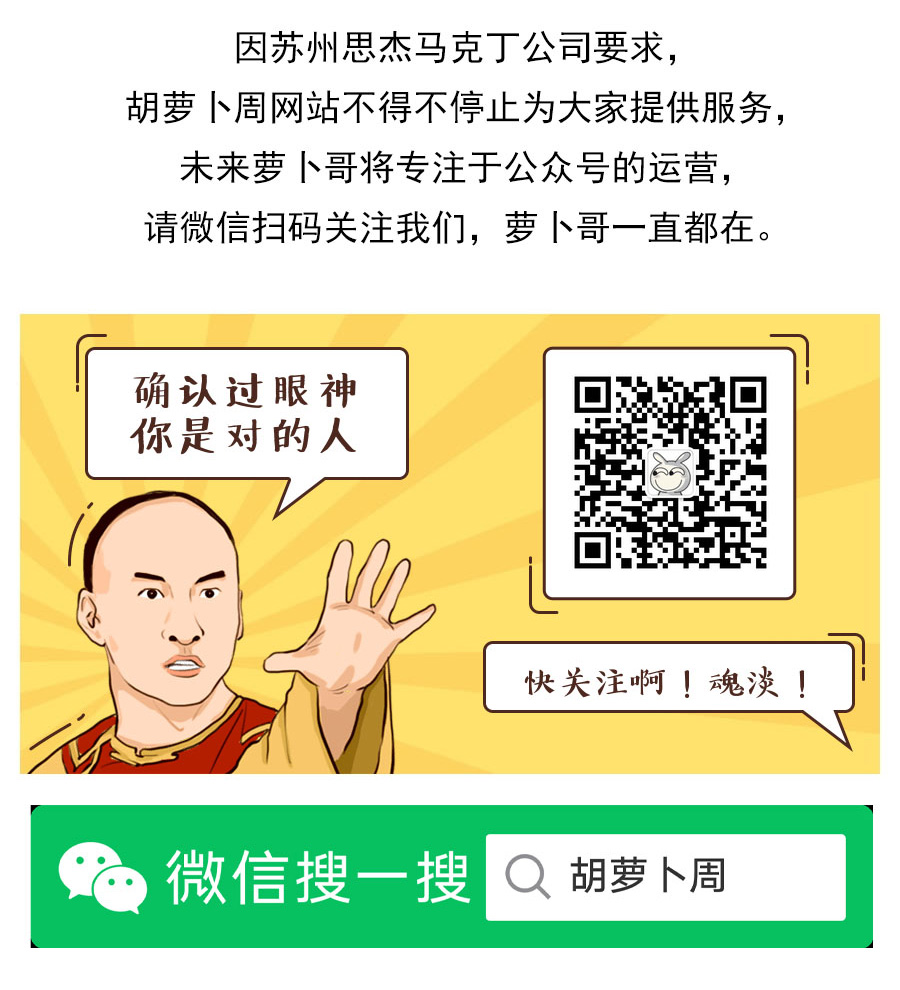 因苏州思杰马克丁公司要求，
胡萝卜周网站不得不停止为大家提供服务，
未来萝卜哥将专注于公众号的运营，
请微信扫码关注我们，萝卜哥一直都在。
确认过眼神
你是对的人
快关注啊！魂淡！
微信搜一搜
胡萝卜周